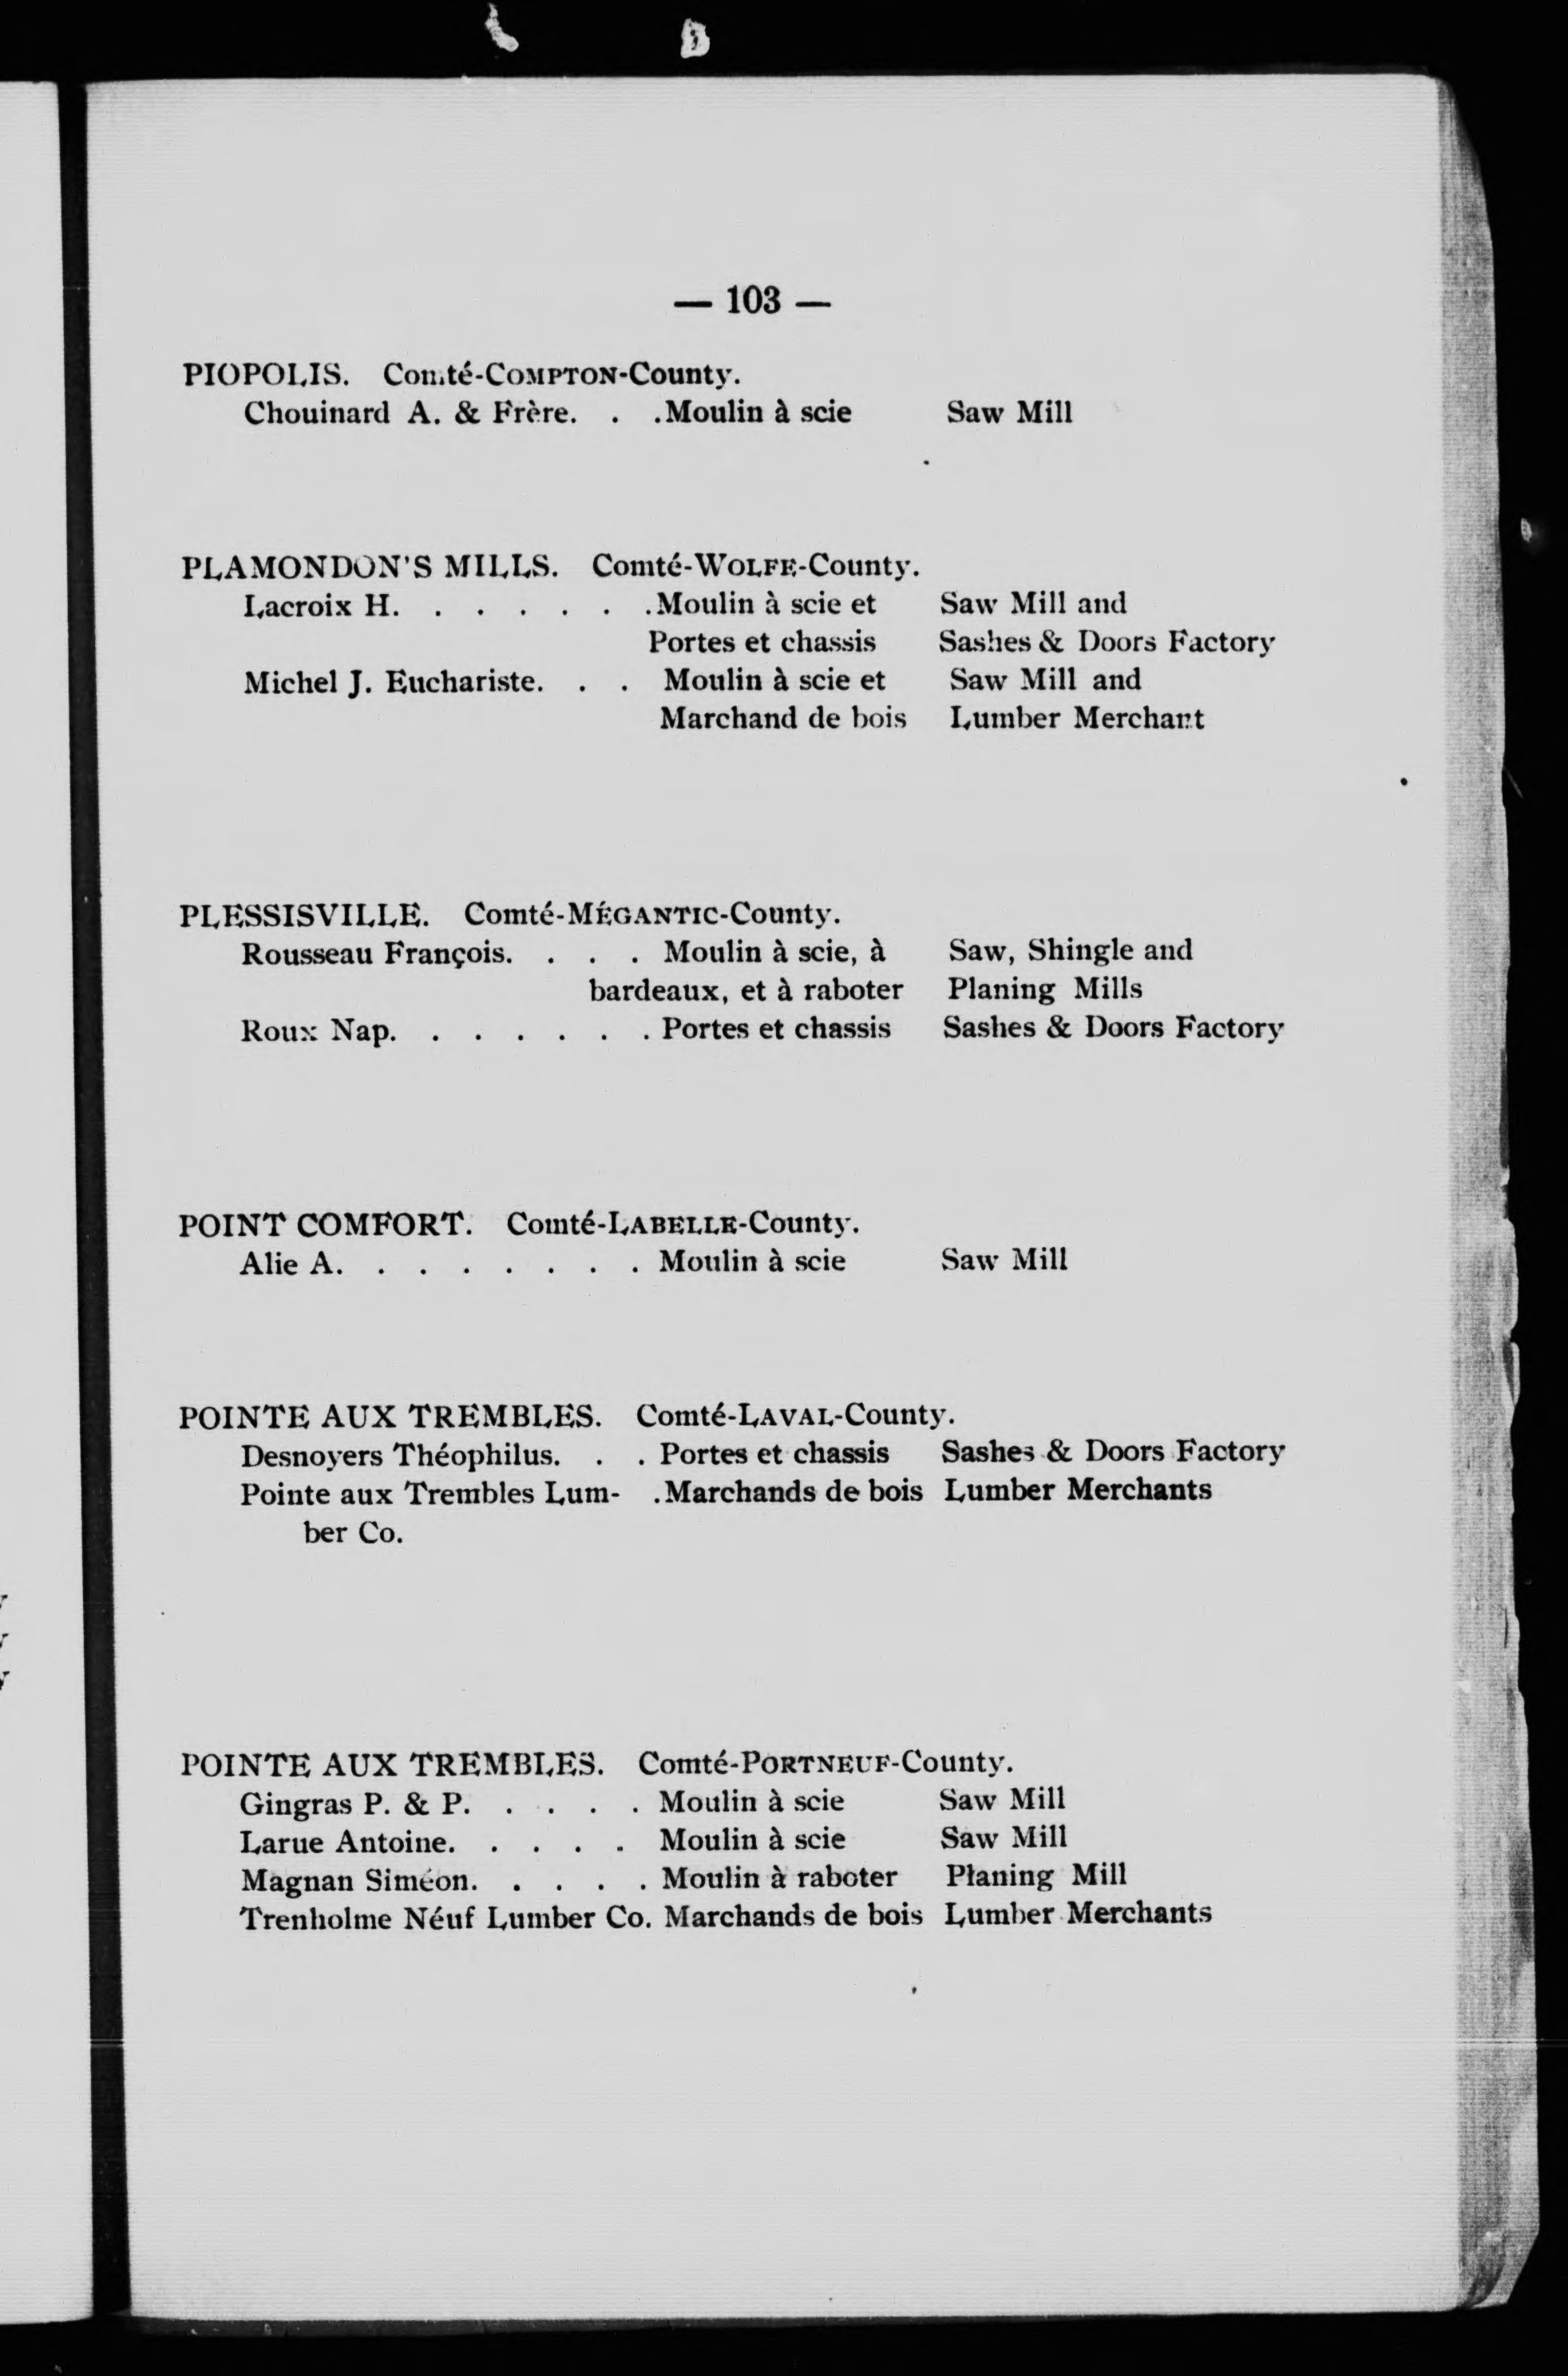 — 103 —
PIOPOLIS. Comté-COMPTON-County.
Chouinard A. & Frère. . .Moulin à scie Saw Mill
PLAMONDON'S MILLS. Comté-WOLFE-County.
Lacroix H. . . . . . .Moulin à scie et Saw Mill and
Portes et chassis Sashes & Doors Factory
Michel J. Euchariste. . . Moulin à scie et Saw Mill and
Marchand de bois Lumber Merchant
PLESSISVILLE. Comté-MÉGANTIC-County.
Rousseau François. . . . Moulin à scie, à Saw, Shingle and
bardeaux, et à raboter Planing Mills
Roux Nap. . . . . . . Portes et chassis Sashes & Doors Factory
POINT COMFORT. Comté-LABELLE-County.
Alie A. . . . . . . . Moulin à scie Saw Mill
POINTE AUX TREMBLES. Comté-LAVAL-County.
Desnoyers Théophilus. . . Portes et chassis Sashes & Doors Factory
Pointe aux Trembles Lum- .Marchands de bois Lumber Merchants
ber Co.
POINTE AUX TREMBLES. Comté-PORTNEUF-County.
Gingras P. & P. . . . . Moulin à scie Saw Mill
Larue Antoine. . . . . Moulin à scie Saw Mill
Magnan Siméon. . . . . Moulin à raboter Planing Mill
Trenholme Néuf Lumber Co. Marchands de bois Lumber Merchants